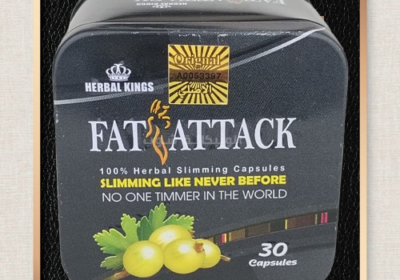 Original
A0053397
HERBAL KINGS
FAT ATTACK
100% Herbal Slimming Capsules
SLIMMING LIKE NEVER BEFORE
NO ONE TIMMER IN THE WORLD
30
Capsules